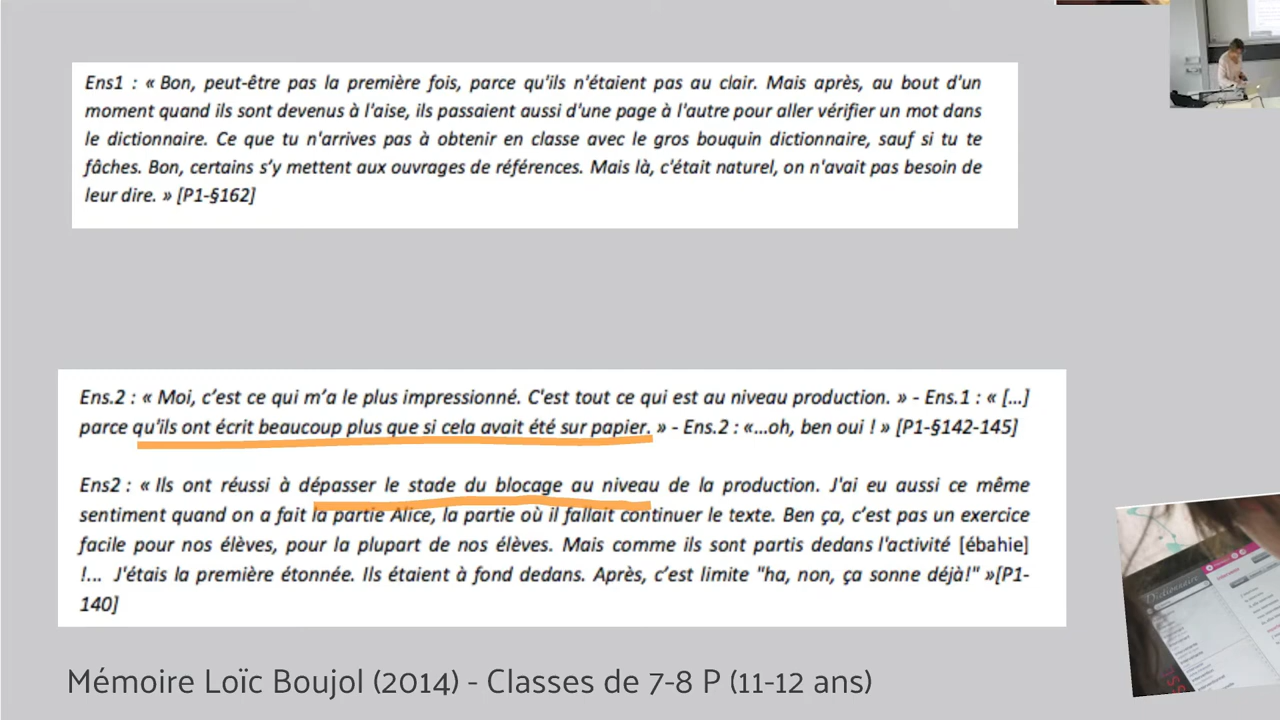 Ens1 : « Bon, peut-être pas la première fois, parce qu'ils n'étaient pas au clair. Mais après, au bout d'un
moment quand ils sont devenus à l'aise, ils passaient aussi d'une page à l'autre pour aller vérifier un mot dans
le dictionnaire. Ce que tu n'arrives pas à obtenir en classe avec le gros bouquin dictionnaire, sauf si tu te
fâches. Bon, certains s'y mettent aux ouvrages de références. Mais là, c'était naturel, on n'avait pas besoin de
leur dire. » [P1-§162]
Ens.2 : « Moi, c'est ce qui m'a le plus impressionné. C'est tout ce qui est au niveau production. » - Ens.1 : « [...]
parce qu'ils ont écrit beaucoup plus que si cela avait été sur papier. » - Ens.2 : «...oh, ben oui ! » [P1-§142-145]
Ens2 : « Ils ont réussi à dépasser le stade du blocage au niveau de la production. J'ai eu aussi ce même
sentiment quand on a fait la partie Alice, la partie où il fallait continuer le texte. Ben ça, c'est pas un exercice
facile pour nos élèves, pour la plupart de nos élèves. Mais comme ils sont partis dedans l'activité [ébahie]
!... J'étais la première étonnée. Ils étaient à fond dedans. Après, c'est limite "ha, non, ça sonne déjà!" »[P1-
140]
Dictionnaire
Mémoire Loïc Boujol (2014) - Classes de 7-8 P (11-12 ans)